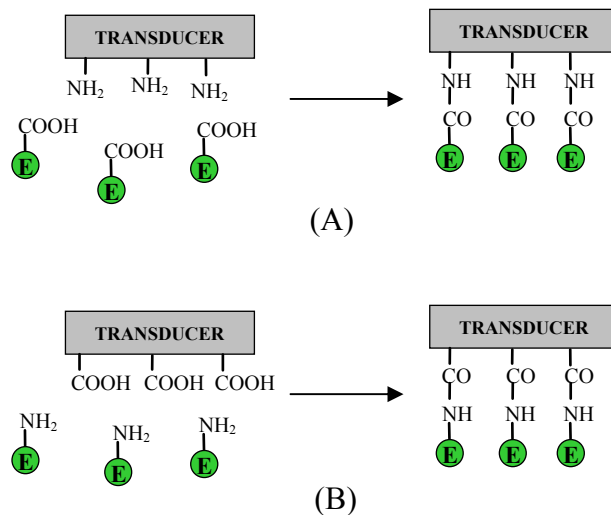 TRANSDUCER TRANSDUCER
NH₂ NH₂ NH₂ NH NH NH
COOH COOH COOH CO CO CO
E E E E E E
(A)
TRANSDUCER TRANSDUCER
COOH COOH COOH CO CO CO
NH₂ NH₂ NH₂ NH NH NH
E E E E E E
(B)